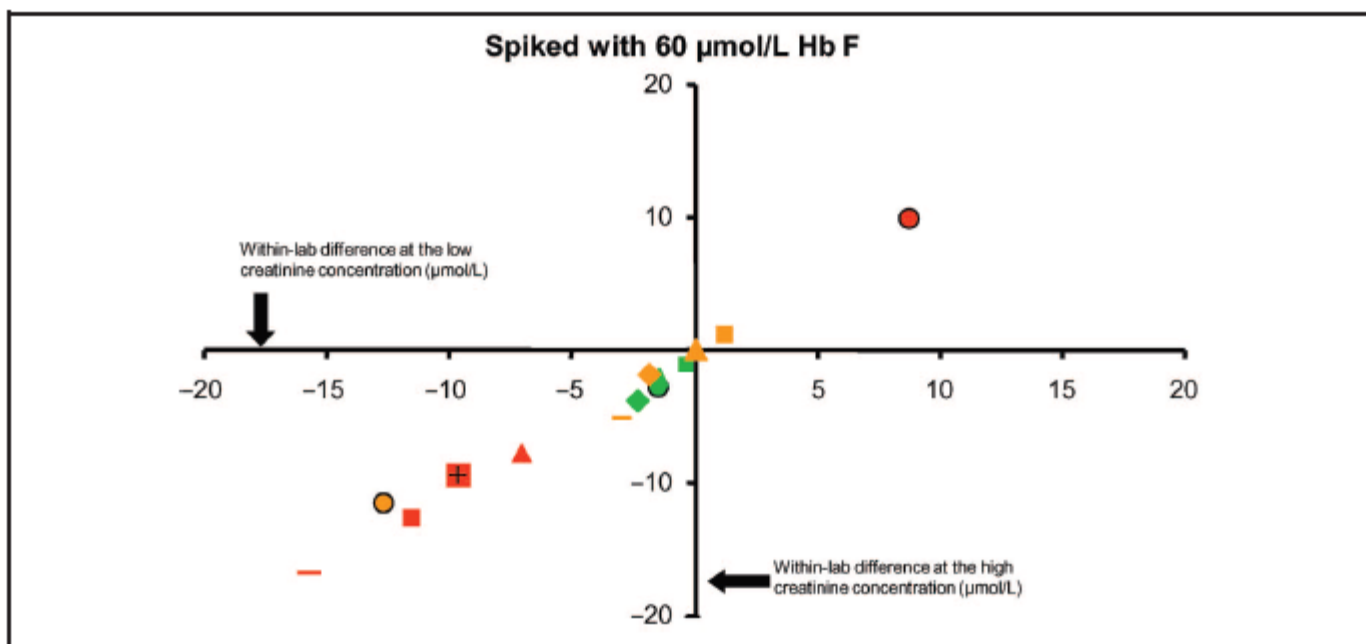 Spiked with 60 µmol/L Hb F
20
10
Within-lab difference at the low
creatinine concentration (µmol/L)
−20 −15 −10 −5 5 10 15 20
−10
Within-lab difference at the high
creatinine concentration (µmol/L)
−20